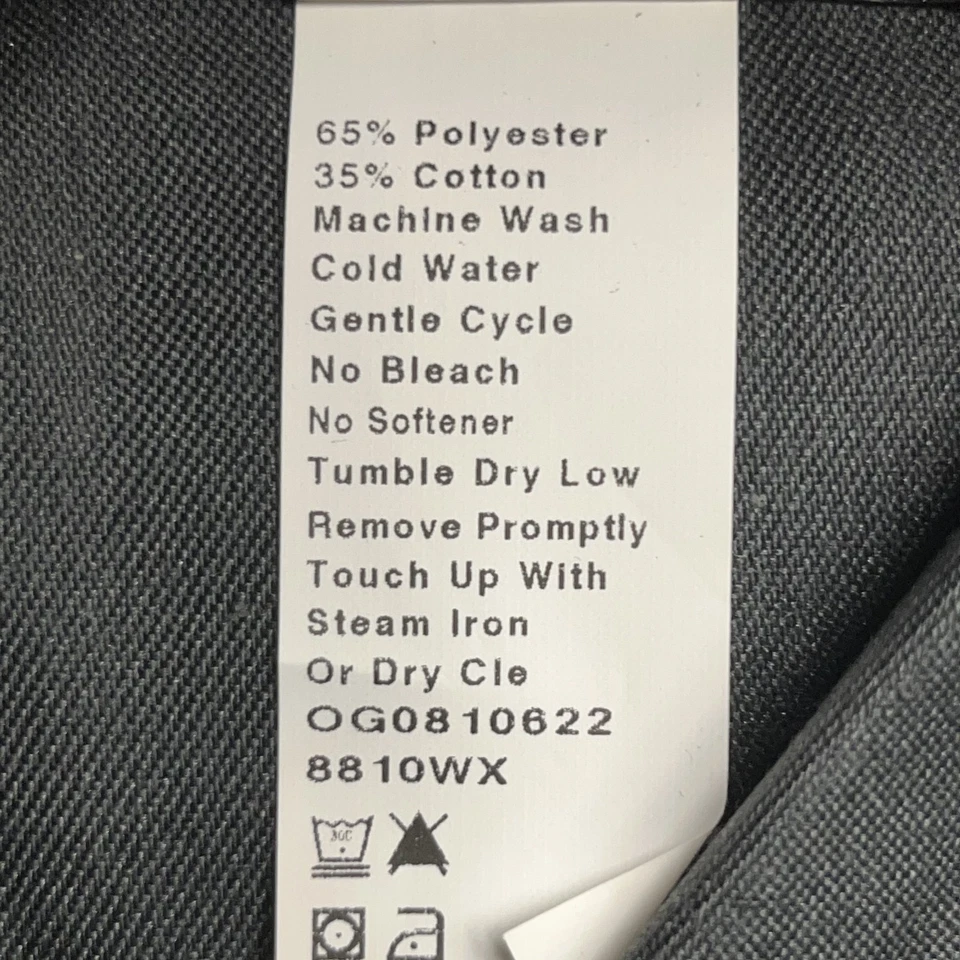 65% Polyester
35% Cotton
Machine Wash
Cold Water
Gentle Cycle
No Bleach
No Softener
Tumble Dry Low
Remove Promptly
Touch Up With
Steam Iron
Or Dry Cle
OG0810622
8810WX
30C